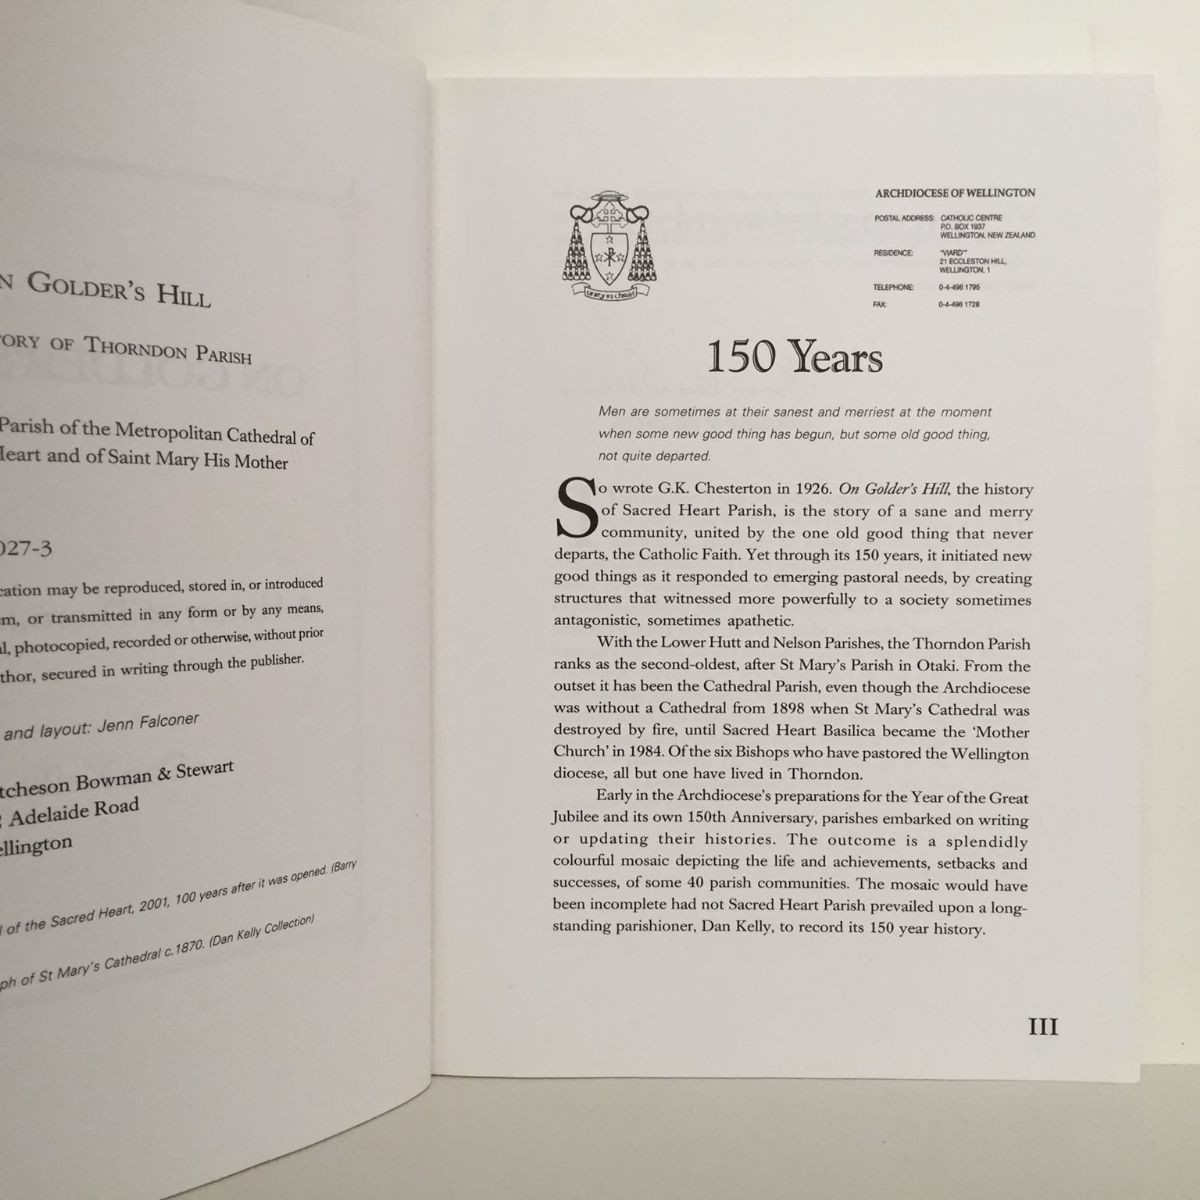 N GOLDER'S HILL
ORY OF THORNDON PARISH
Parish of the Metropolitan Cathedral of
Heart and of Saint Mary His Mother
027-3
cation may be reproduced, stored in, or introduced
m, or transmitted in any form or by any means,
l, photocopied, recorded or otherwise, without prior
thor, secured in writing through the publisher.
and layout: Jenn Falconer
tcheson Bowman & Stewart
Adelaide Road
ellington
l of the Sacred Heart, 2001, 100 years after it was opened. (Barry
ph of St Mary's Cathedral c.1870. (Dan Kelly Collection)
Unity in Christ
ARCHDIOCESE OF WELLINGTON
POSTAL ADDRESS: CATHOLIC CENTRE
P.O. BOX 1937
WELLINGTON, NEW ZEALAND
RESIDENCE: "VIARD"
21 ECCLESTON HILL,
WELLINGTON, 1
TELEPHONE: 0-4-496 1795
FAX: 0-4-496 1728
150 Years
Men are sometimes at their sanest and merriest at the moment
when some new good thing has begun, but some old good thing,
not quite departed.
So wrote G.K. Chesterton in 1926. On Golder's Hill, the history
of Sacred Heart Parish, is the story of a sane and merry
community, united by the one old good thing that never
departs, the Catholic Faith. Yet through its 150 years, it initiated new
good things as it responded to emerging pastoral needs, by creating
structures that witnessed more powerfully to a society sometimes
antagonistic, sometimes apathetic.
With the Lower Hutt and Nelson Parishes, the Thorndon Parish
ranks as the second-oldest, after St Mary's Parish in Otaki. From the
outset it has been the Cathedral Parish, even though the Archdiocese
was without a Cathedral from 1898 when St Mary's Cathedral was
destroyed by fire, until Sacred Heart Basilica became the 'Mother
Church' in 1984. Of the six Bishops who have pastored the Wellington
diocese, all but one have lived in Thorndon.
Early in the Archdiocese's preparations for the Year of the Great
Jubilee and its own 150th Anniversary, parishes embarked on writing
or updating their histories. The outcome is a splendidly
colourful mosaic depicting the life and achievements, setbacks and
successes, of some 40 parish communities. The mosaic would have
been incomplete had not Sacred Heart Parish prevailed upon a long-
standing parishioner, Dan Kelly, to record its 150 year history.
III